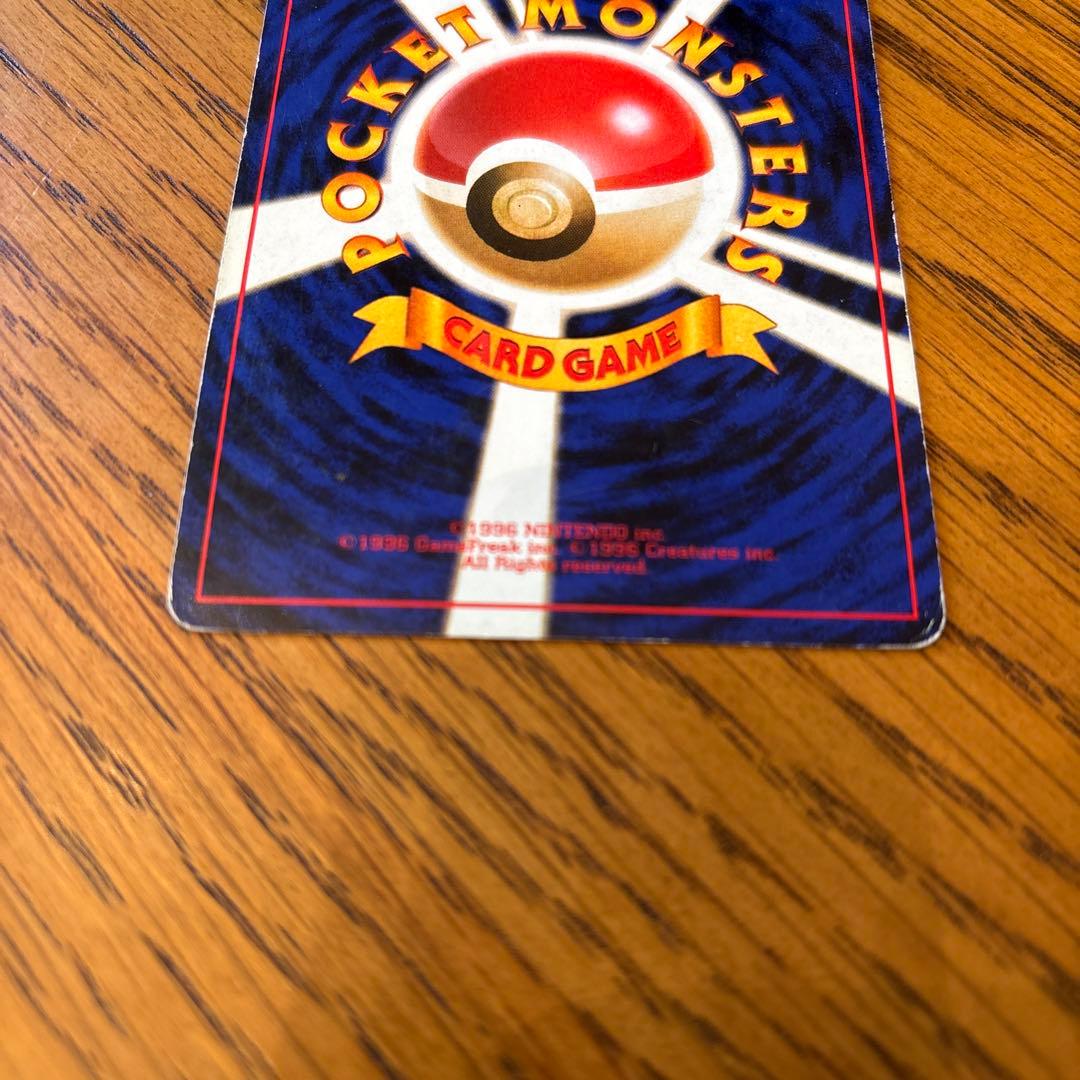 POCKET MONSTERS
CARD GAME
©1996 NINTENDO inc.
©1996 GameFreak inc. ©1996 Creatures inc.
All Rights reserved.